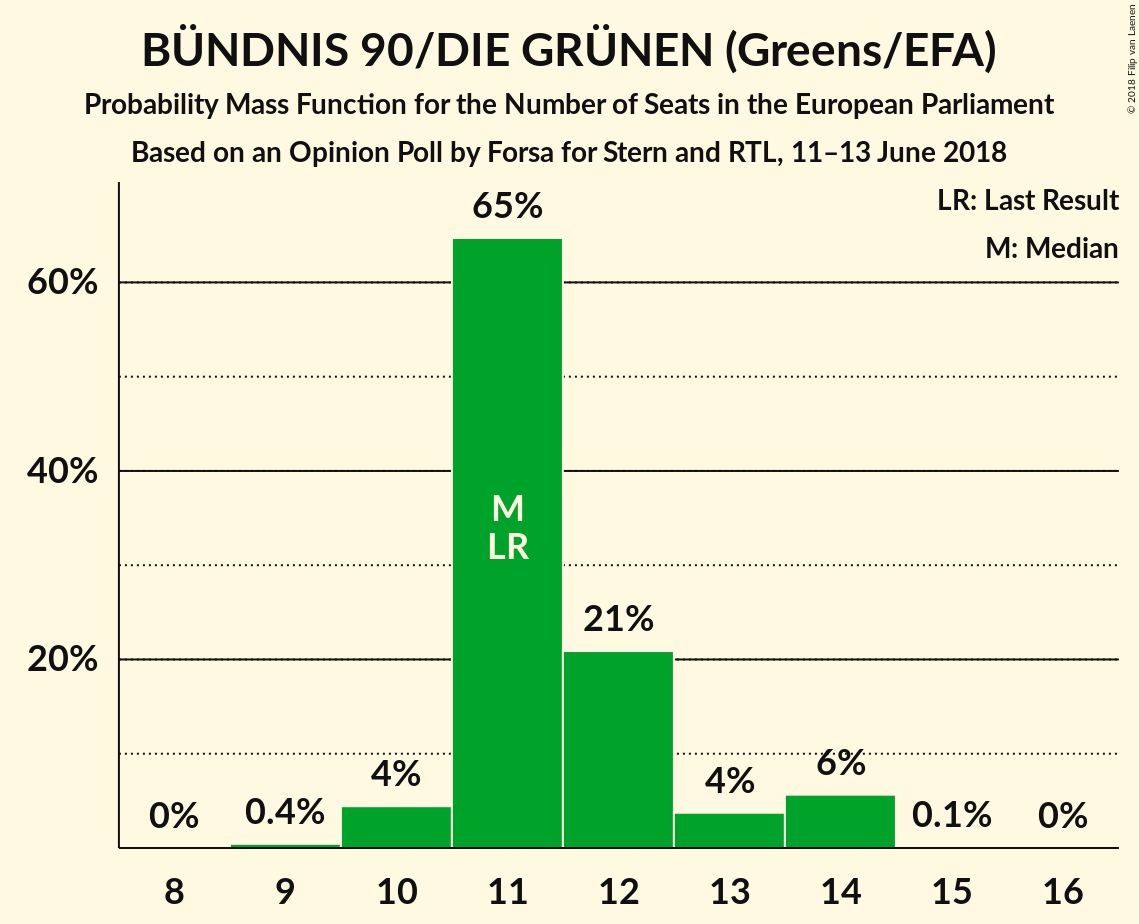 BÜNDNIS 90/DIE GRÜNEN (Greens/EFA)
Probability Mass Function for the Number of Seats in the European Parliament
Based on an Opinion Poll by Forsa for Stern and RTL, 11–13 June 2018
© 2018 Filip van Laenen
LR: Last Result
M: Median
60%
40%
20%
0%
0.4%
4%
65%
M
LR
21%
4%
6%
0.1%
0%
8 9 10 11 12 13 14 15 16